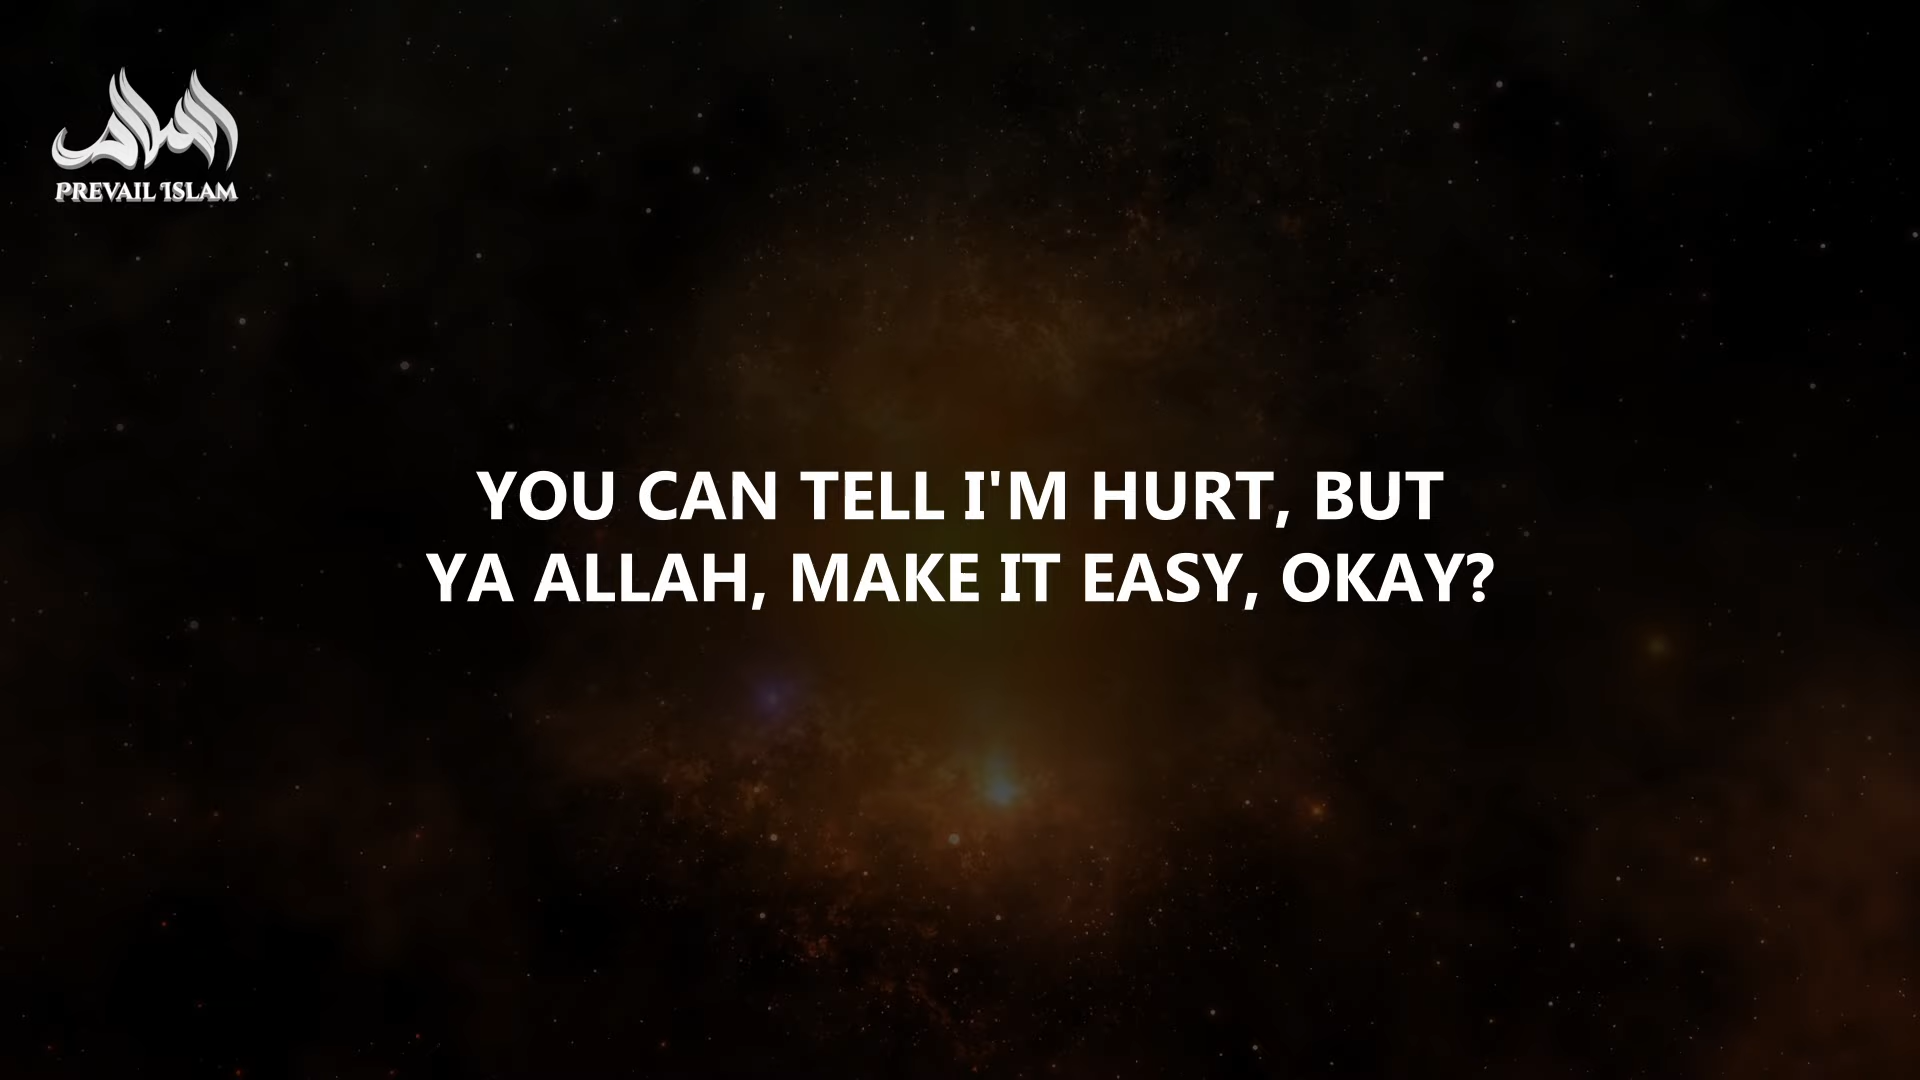 PREVAIL ISLAM
YOU CAN TELL I'M HURT, BUT
YA ALLAH, MAKE IT EASY, OKAY?